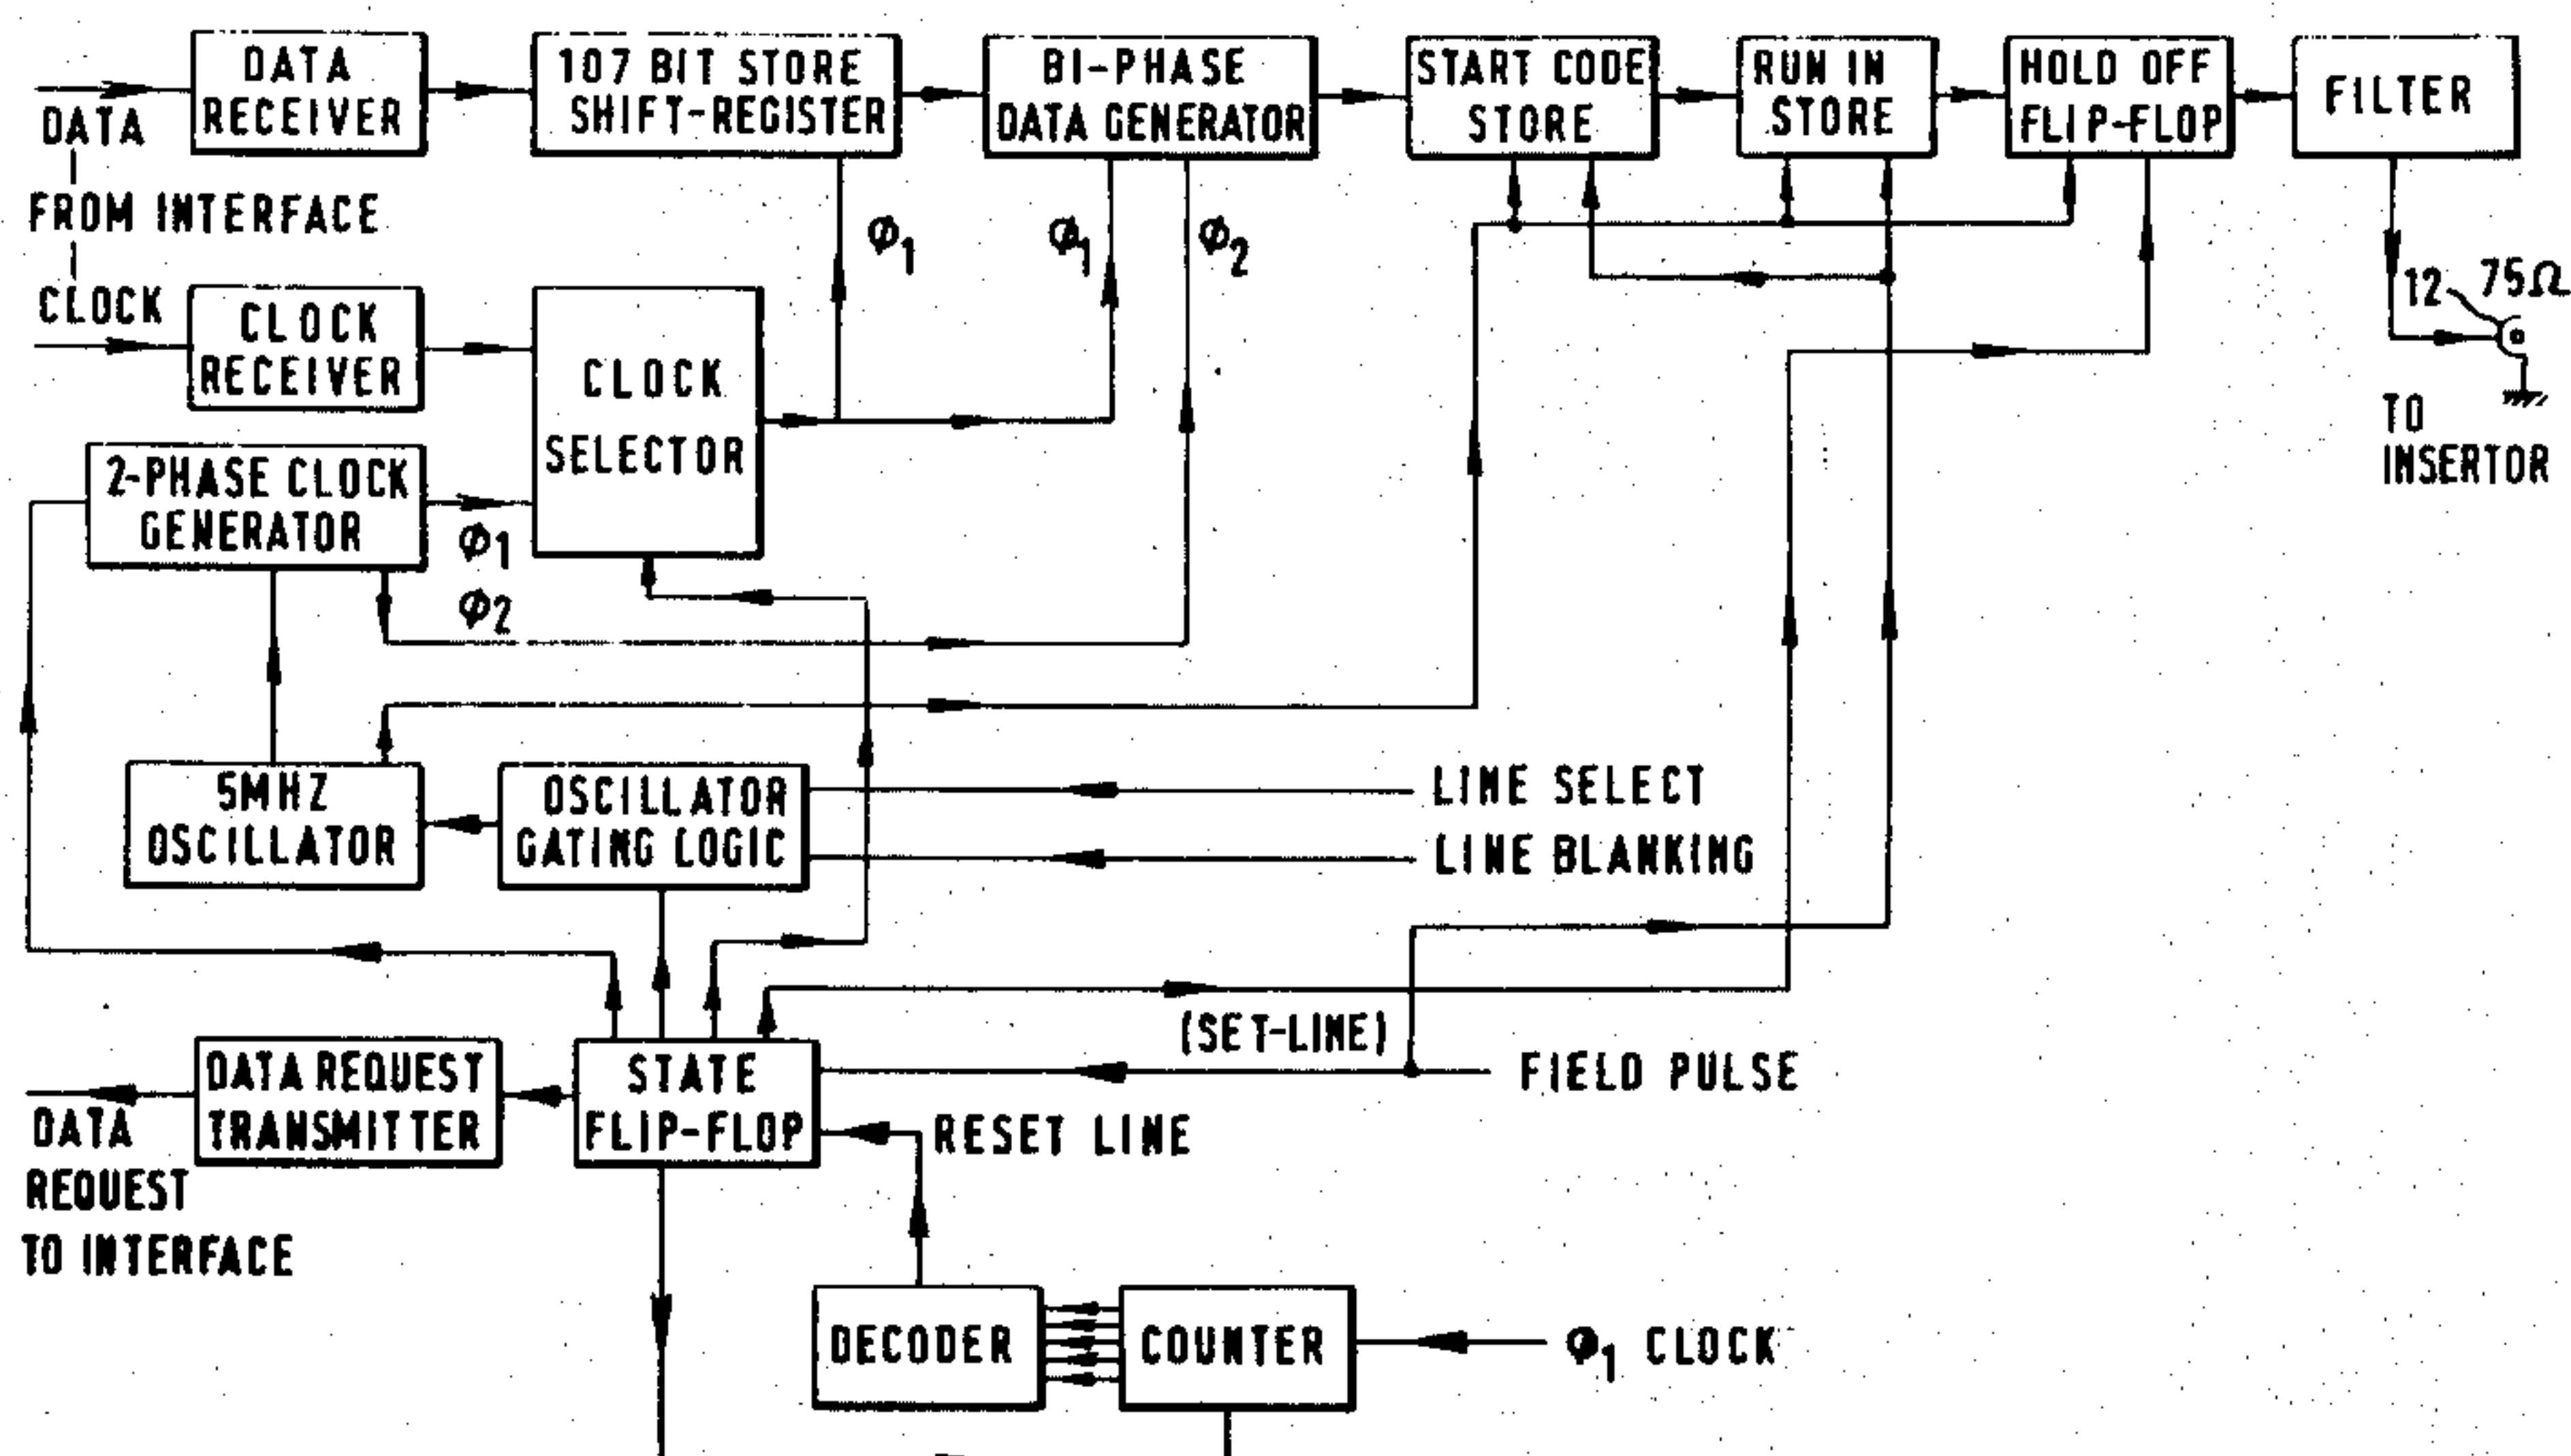 DATA
RECEIVER
107 BIT STORE
SHIFT-REGISTER
BI-PHASE
DATA GENERATOR
START CODE
STORE
RUN IN
STORE
HOLD OFF
FLIP-FLOP
FILTER
DATA
FROM INTERFACE
CLOCK
CLOCK
RECEIVER
CLOCK
SELECTOR
ϕ1
ϕ1
ϕ2
12
75Ω
TO
INSERTOR
2-PHASE CLOCK
GENERATOR
ϕ1
ϕ2
5MHZ
OSCILLATOR
OSCILLATOR
GATING LOGIC
LINE SELECT
LINE BLANKING
DATA REQUEST
TRANSMITTER
STATE
FLIP-FLOP
(SET-LINE)
FIELD PULSE
RESET LINE
DATA
REQUEST
TO INTERFACE
DECODER
COUNTER
ϕ1 CLOCK